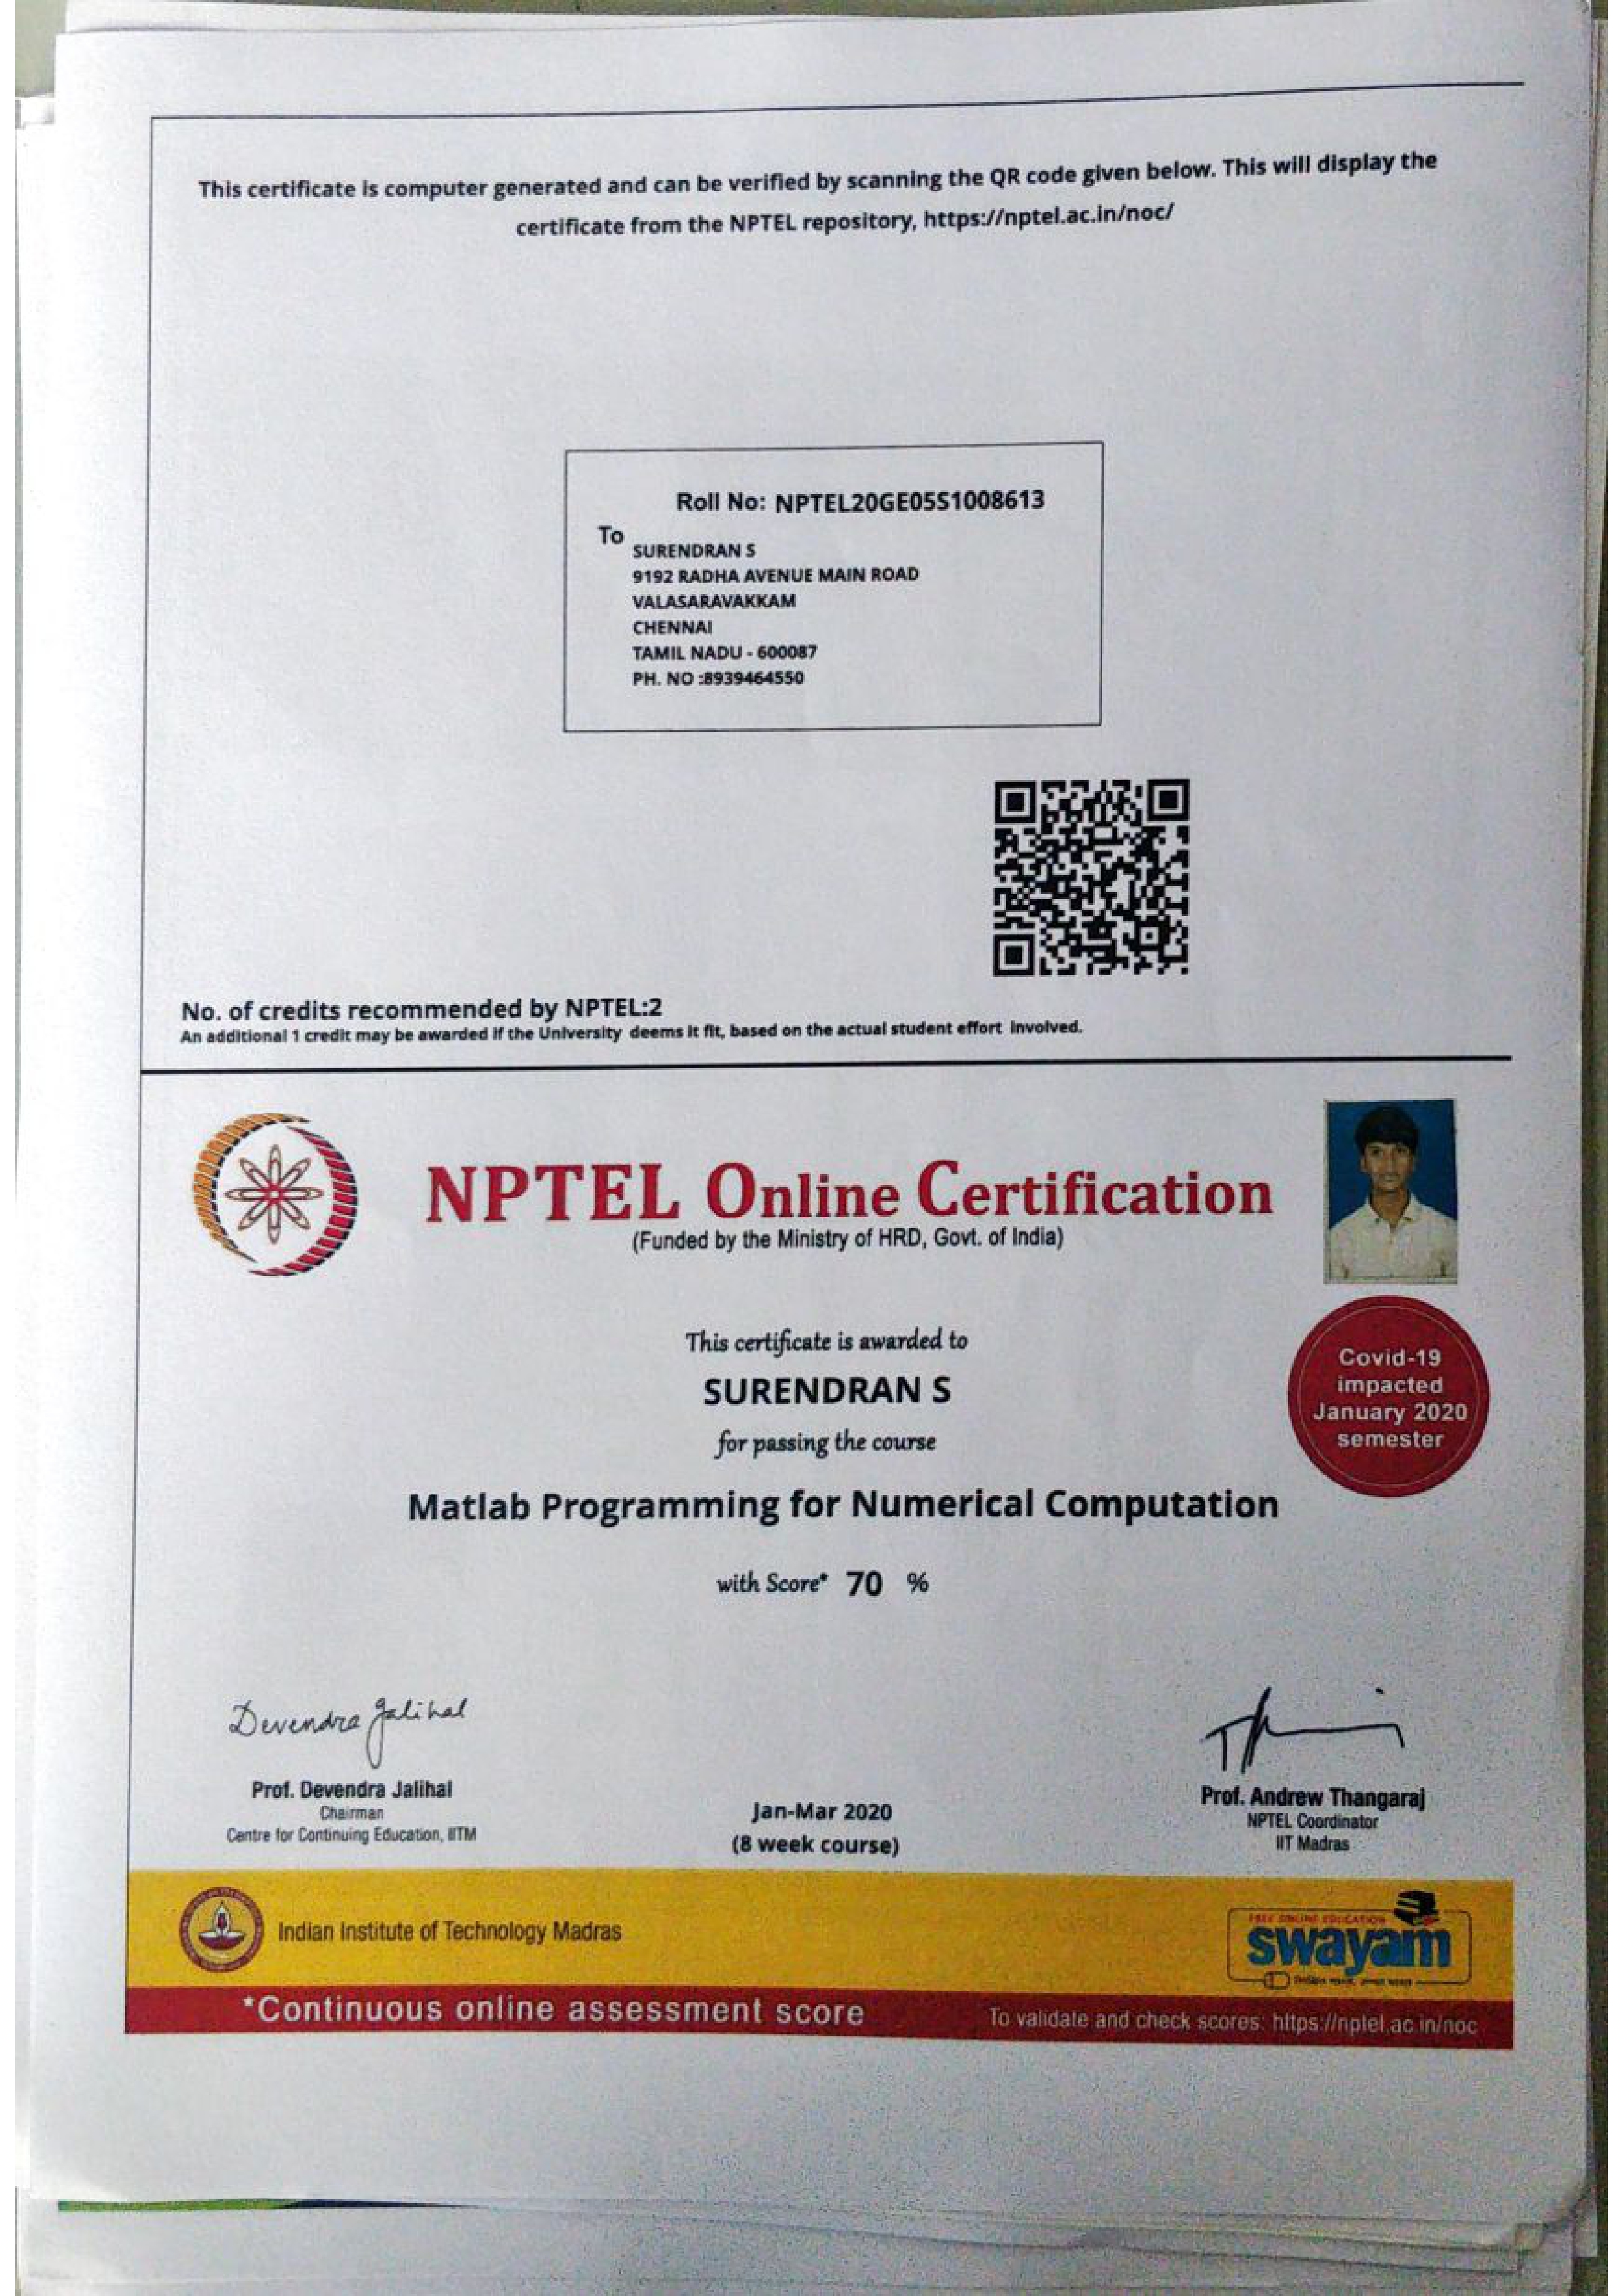 This certificate is computer generated and can be verified by scanning the QR code given below. This will display the
certificate from the NPTEL repository, https://nptel.ac.in/noc/
Roll No: NPTEL20GE05S1008613
To
SURENDRAN S
9192 RADHA AVENUE MAIN ROAD
VALASARAVAKKAM
CHENNAI
TAMIL NADU - 600087
PH. NO :8939464550
No. of credits recommended by NPTEL:2
An additional 1 credit may be awarded if the University deems it fit, based on the actual student effort involved.
NPTEL Online Certification
(Funded by the Ministry of HRD, Govt. of India)
This certificate is awarded to
SURENDRAN S
for passing the course
Covid-19
impacted
January 2020
semester
Matlab Programming for Numerical Computation
with Score* 70 %
Devendra Jalihal
Prof. Devendra Jalihal
Chairman
Centre for Continuing Education, IITM
Jan-Mar 2020
(8 week course)
Prof. Andrew Thangaraj
NPTEL Coordinator
IIT Madras
Indian Institute of Technology Madras
FREE ONLINE EDUCATION
swayam
*Continuous online assessment score
To validate and check scores: https://nptel.ac.in/noc